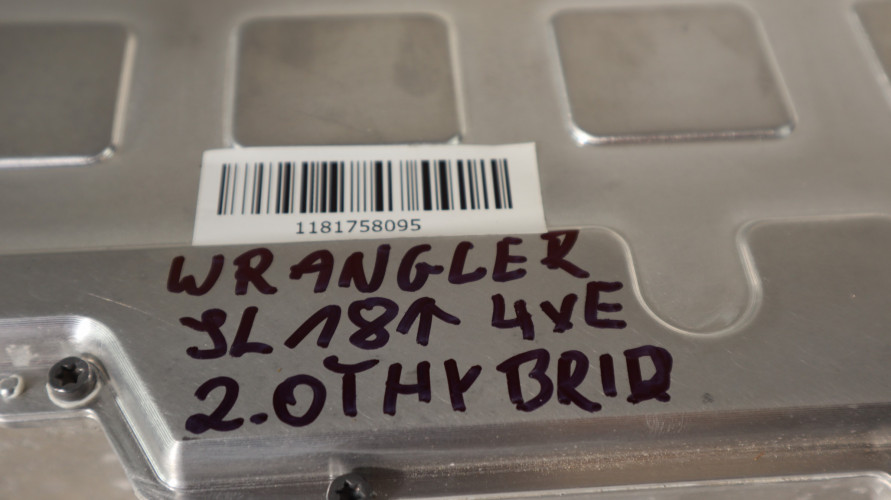 1181758095
WRANGLER
JL 18↑ 4xE
2.0T HYBRID